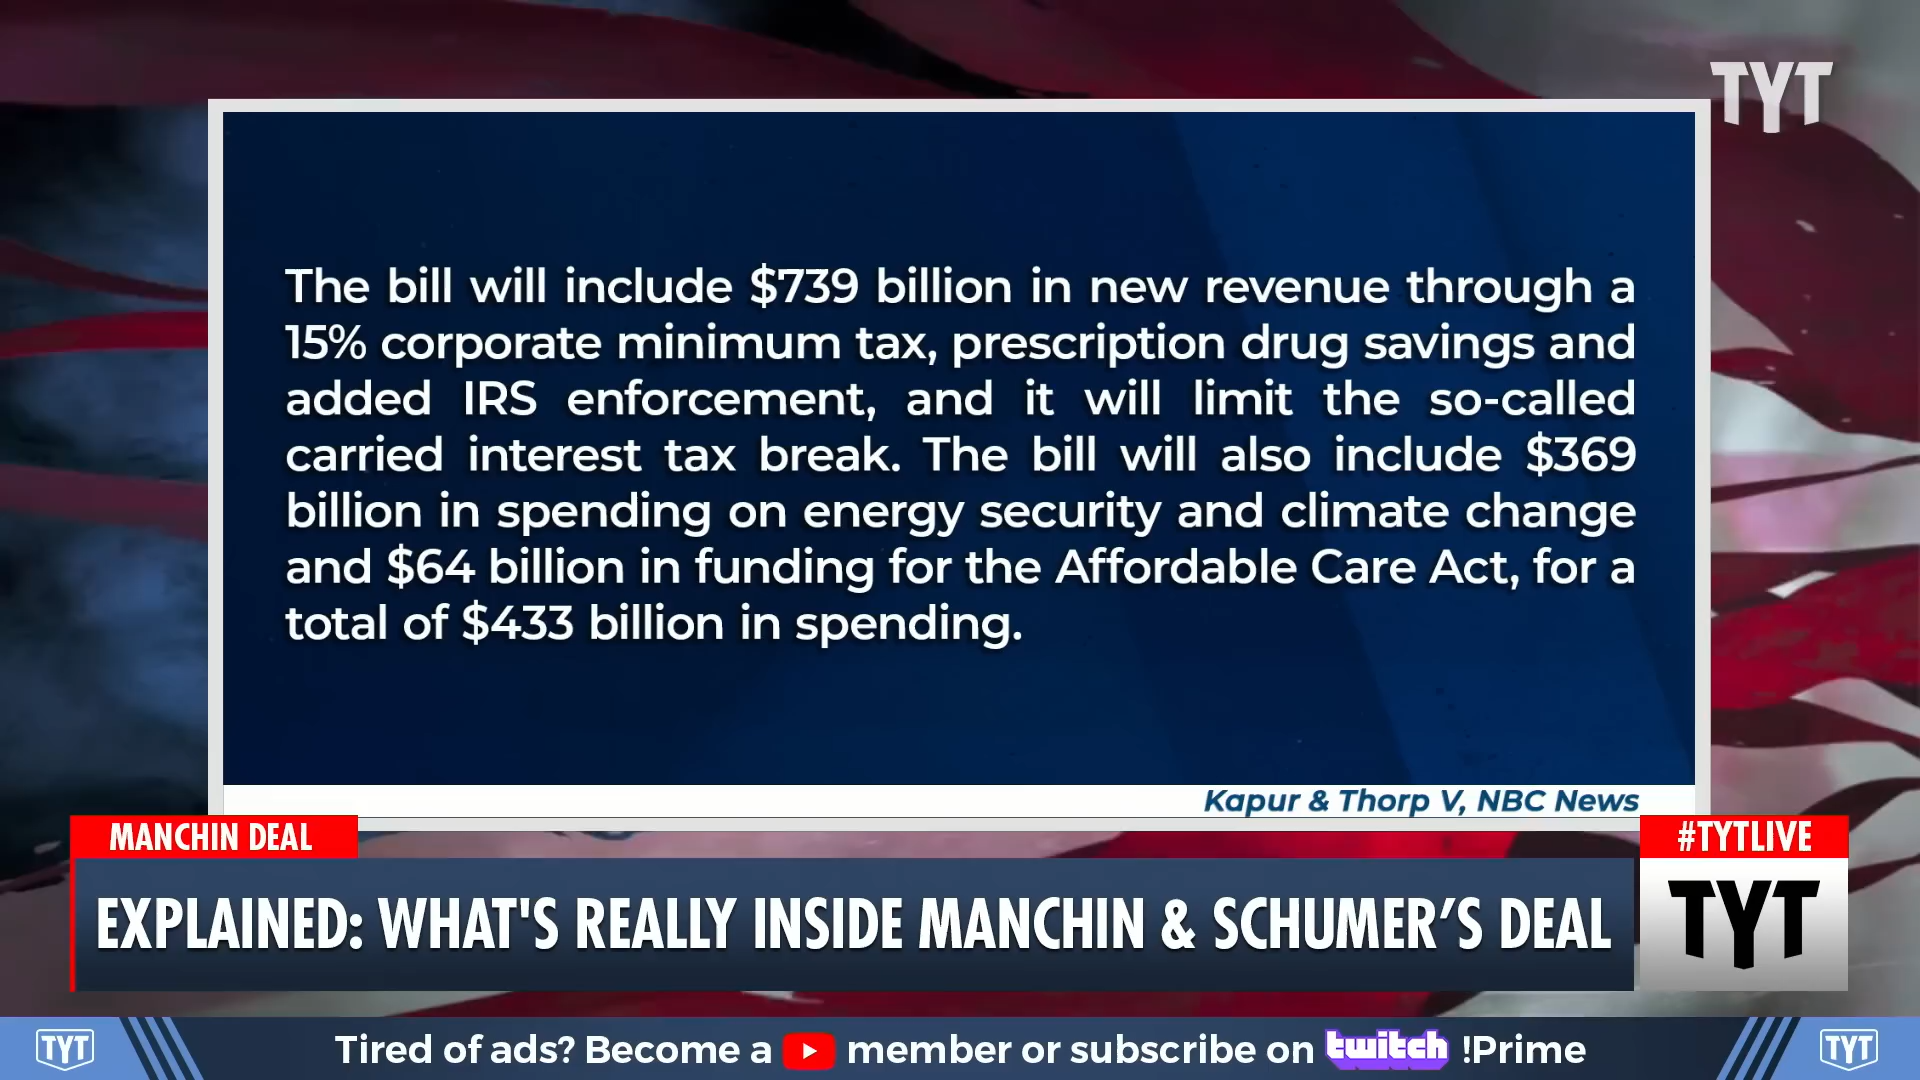 TYT
The bill will include $739 billion in new revenue through a
15% corporate minimum tax, prescription drug savings and
added IRS enforcement, and it will limit the so-called
carried interest tax break. The bill will also include $369
billion in spending on energy security and climate change
and $64 billion in funding for the Affordable Care Act, for a
total of $433 billion in spending.
Kapur & Thorp V, NBC News
MANCHIN DEAL
#TYTLIVE
EXPLAINED: WHAT'S REALLY INSIDE MANCHIN & SCHUMER’S DEAL
TYT
TYT
Tired of ads? Become a member or subscribe on twitch !Prime
TYT